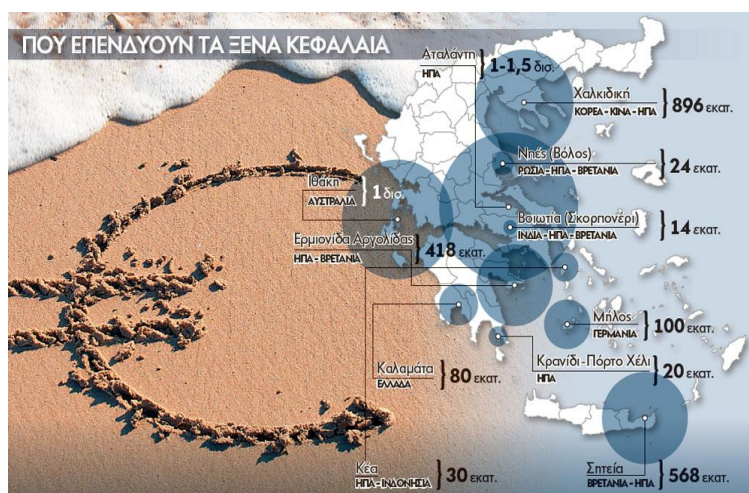 ΠΟΥ ΕΠΕΝΔΥΟΥΝ ΤΑ ΞΕΝΑ ΚΕΦΑΛΑΙΑ
Αταλάντη
ΗΠΑ
1-1,5 δισ.
Χαλκιδική
ΚΟΡΕΑ - ΚΙΝΑ - ΗΠΑ
896 εκατ.
Νηές (Βόλος)
ΡΩΣΙΑ - ΗΠΑ - ΒΡΕΤΑΝΙΑ
24 εκατ.
Ιθάκη
ΑΥΣΤΡΑΛΙΑ
1 δισ.
Βοιωτία (Σκορπονέρι)
ΙΝΔΙΑ - ΗΠΑ - ΒΡΕΤΑΝΙΑ
14 εκατ.
Ερμιονίδα Αργολίδας
ΗΠΑ - ΒΡΕΤΑΝΙΑ
418 εκατ.
Μήλος
ΓΕΡΜΑΝΙΑ
100 εκατ.
Κρανίδι - Πόρτο Χέλι
ΗΠΑ
20 εκατ.
Καλαμάτα
ΕΛΛΑΔΑ
80 εκατ.
Κέα
ΗΠΑ - ΙΝΔΟΝΗΣΙΑ
30 εκατ.
Σητεία
ΒΡΕΤΑΝΙΑ - ΗΠΑ
568 εκατ.